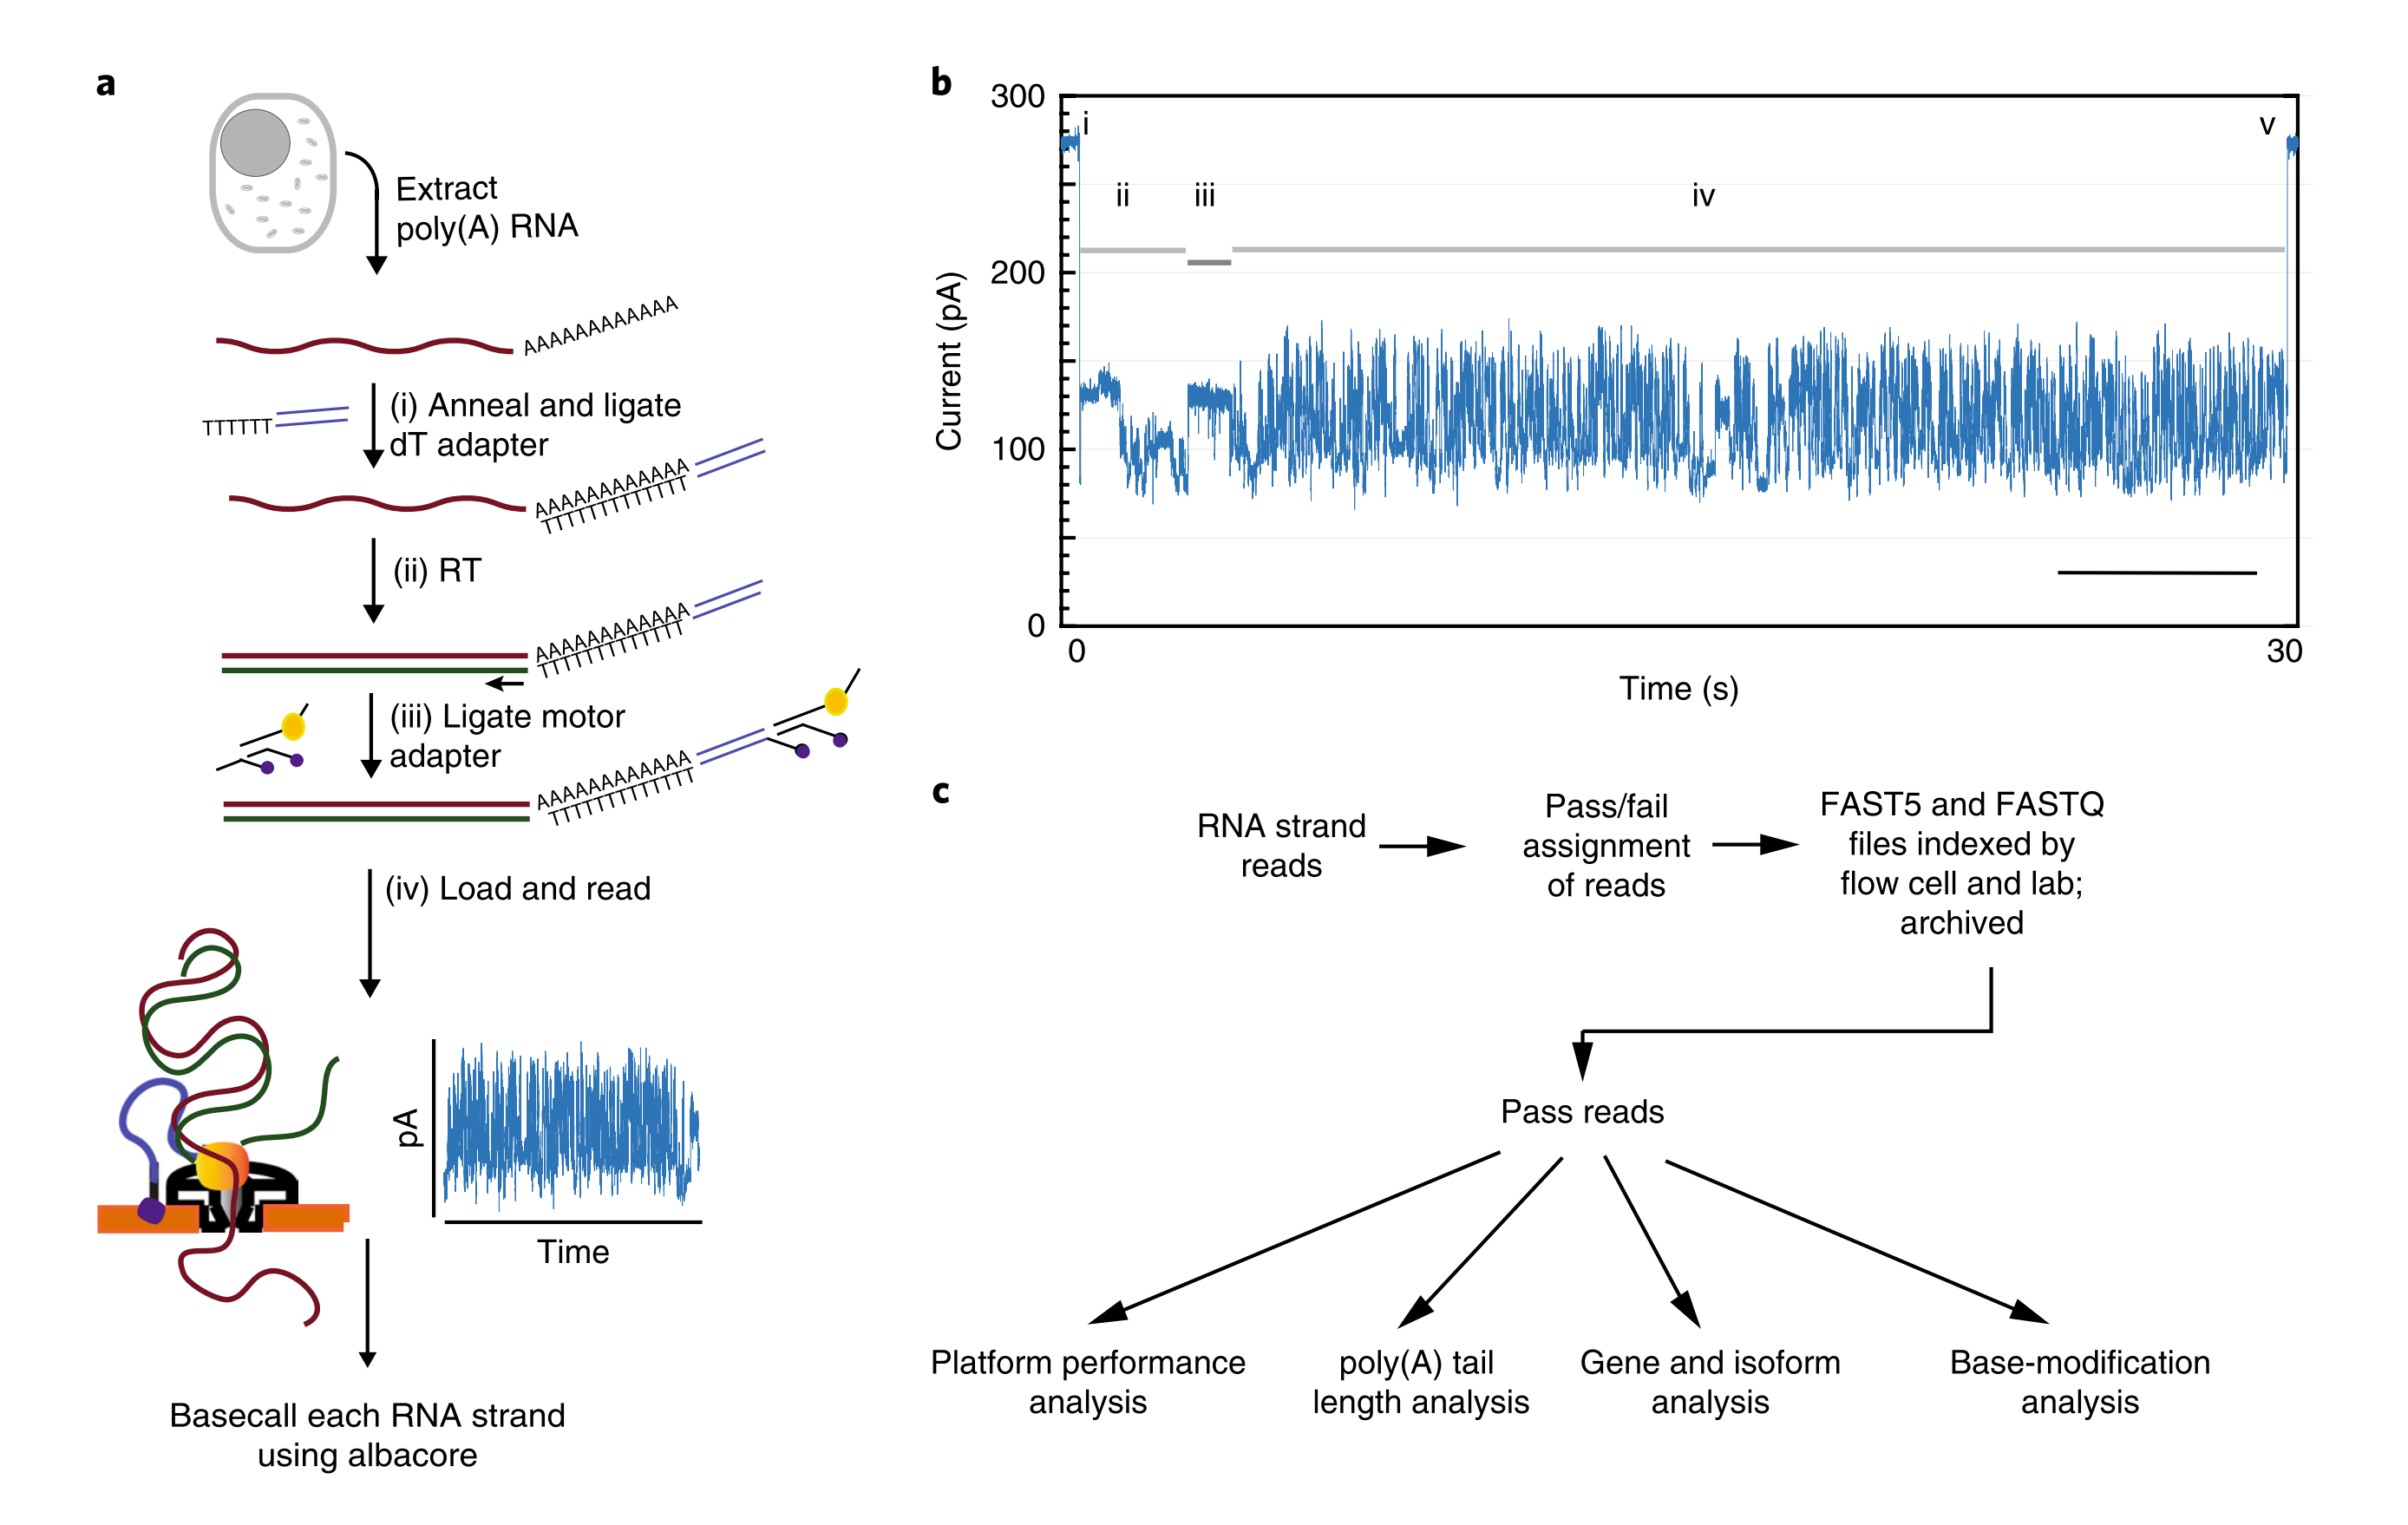 a
Extract
poly(A) RNA
AAAAAAAAAAAA
(i) Anneal and ligate
dT adapter
TTTTTT
AAAAAAAAAAAA
TTTTTTTTTTT
(ii) RT
AAAAAAAAAAAA
TTTTTTTTTTT
(iii) Ligate motor
adapter
AAAAAAAAAAAA
TTTTTTTTTTT
(iv) Load and read
pA
Time
Basecall each RNA strand
using albacore
b
300
200
100
0
Current (pA)
i
ii
iii
iv
v
0
30
Time (s)
c
RNA strand
reads
Pass/fail
assignment
of reads
FAST5 and FASTQ
files indexed by
flow cell and lab;
archived
Pass reads
Platform performance
analysis
poly(A) tail
length analysis
Gene and isoform
analysis
Base-modification
analysis